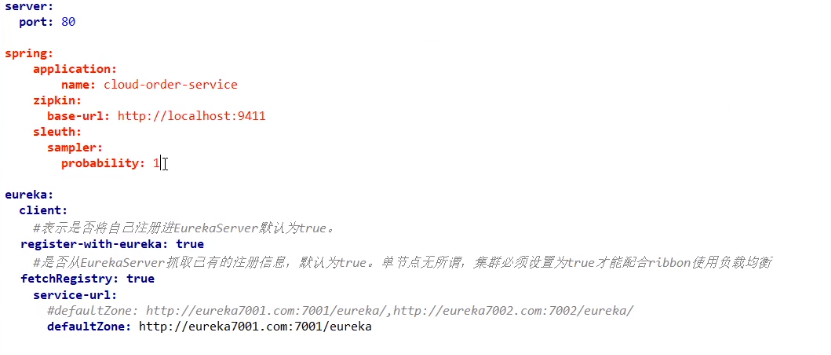 server:
  port: 80

spring:
    application:
        name: cloud-order-service
    zipkin:
      base-url: http://localhost:9411
    sleuth:
      sampler:
        probability: 1

eureka:
  client:
    #表示是否将自己注册进EurekaServer默认为true。
  register-with-eureka: true
    #是否从EurekaServer抓取已有的注册信息，默认为true。单节点无所谓，集群必须设置为true才能配合ribbon使用负载均衡
  fetchRegistry: true
    service-url:
      #defaultZone: http://eureka7001.com:7001/eureka/,http://eureka7002.com:7002/eureka/
      defaultZone: http://eureka7001.com:7001/eureka